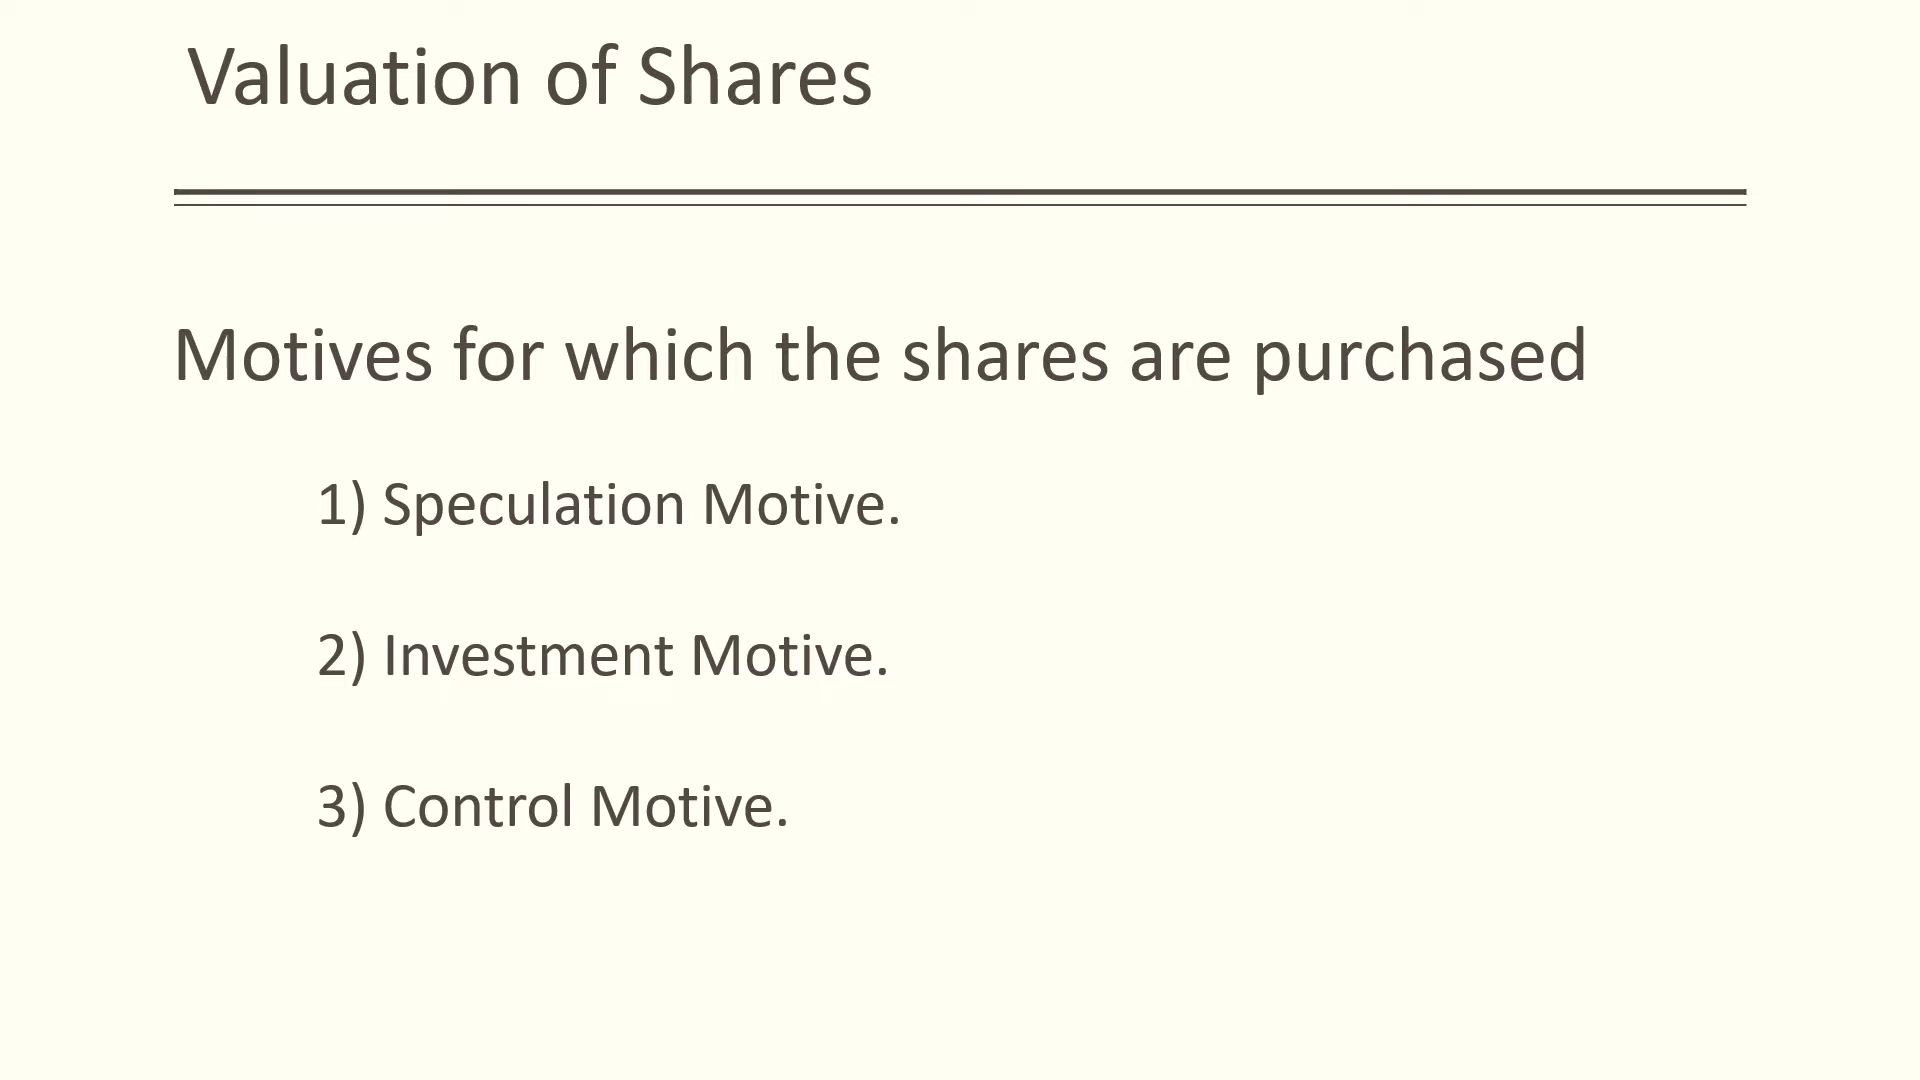 Valuation of Shares
Motives for which the shares are purchased
1) Speculation Motive.
2) Investment Motive.
3) Control Motive.